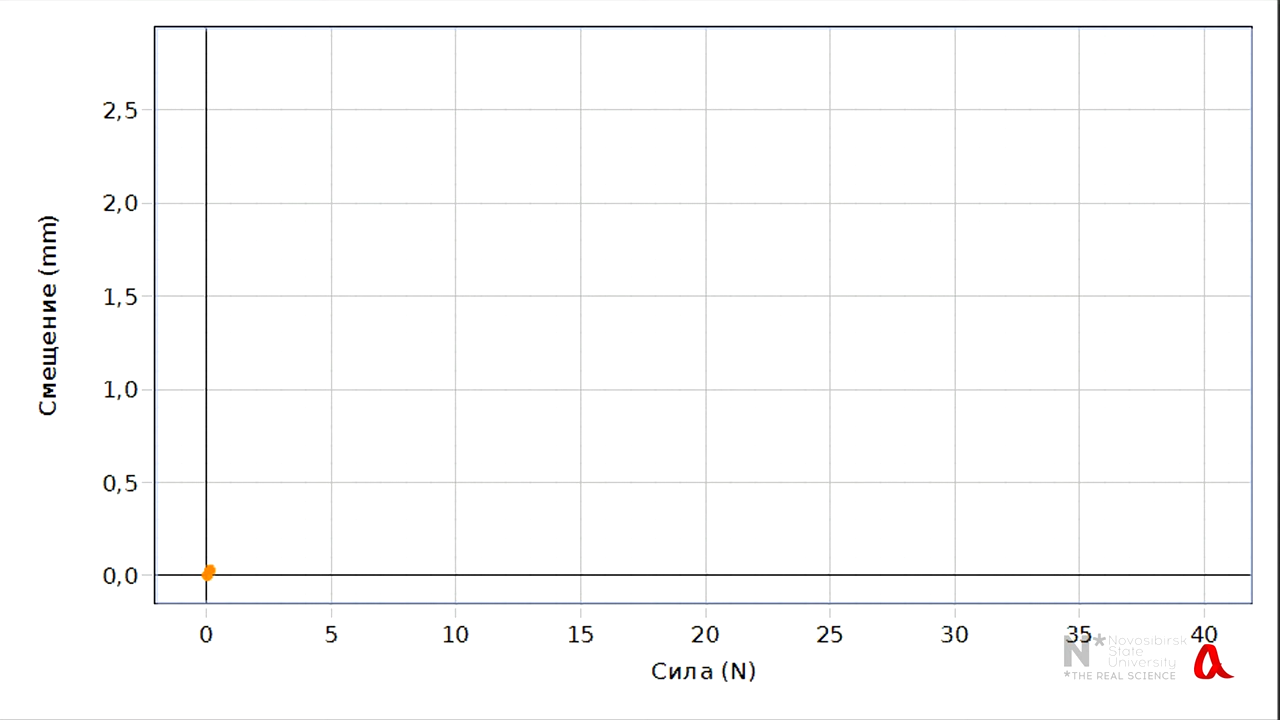 2,5
2,0
1,5
1,0
0,5
0,0
Смещение (mm)
0 5 10 15 20 25 30 35 40
Сила (N)
N* Novosibirsk
State
University
*THE REAL SCIENCE
a